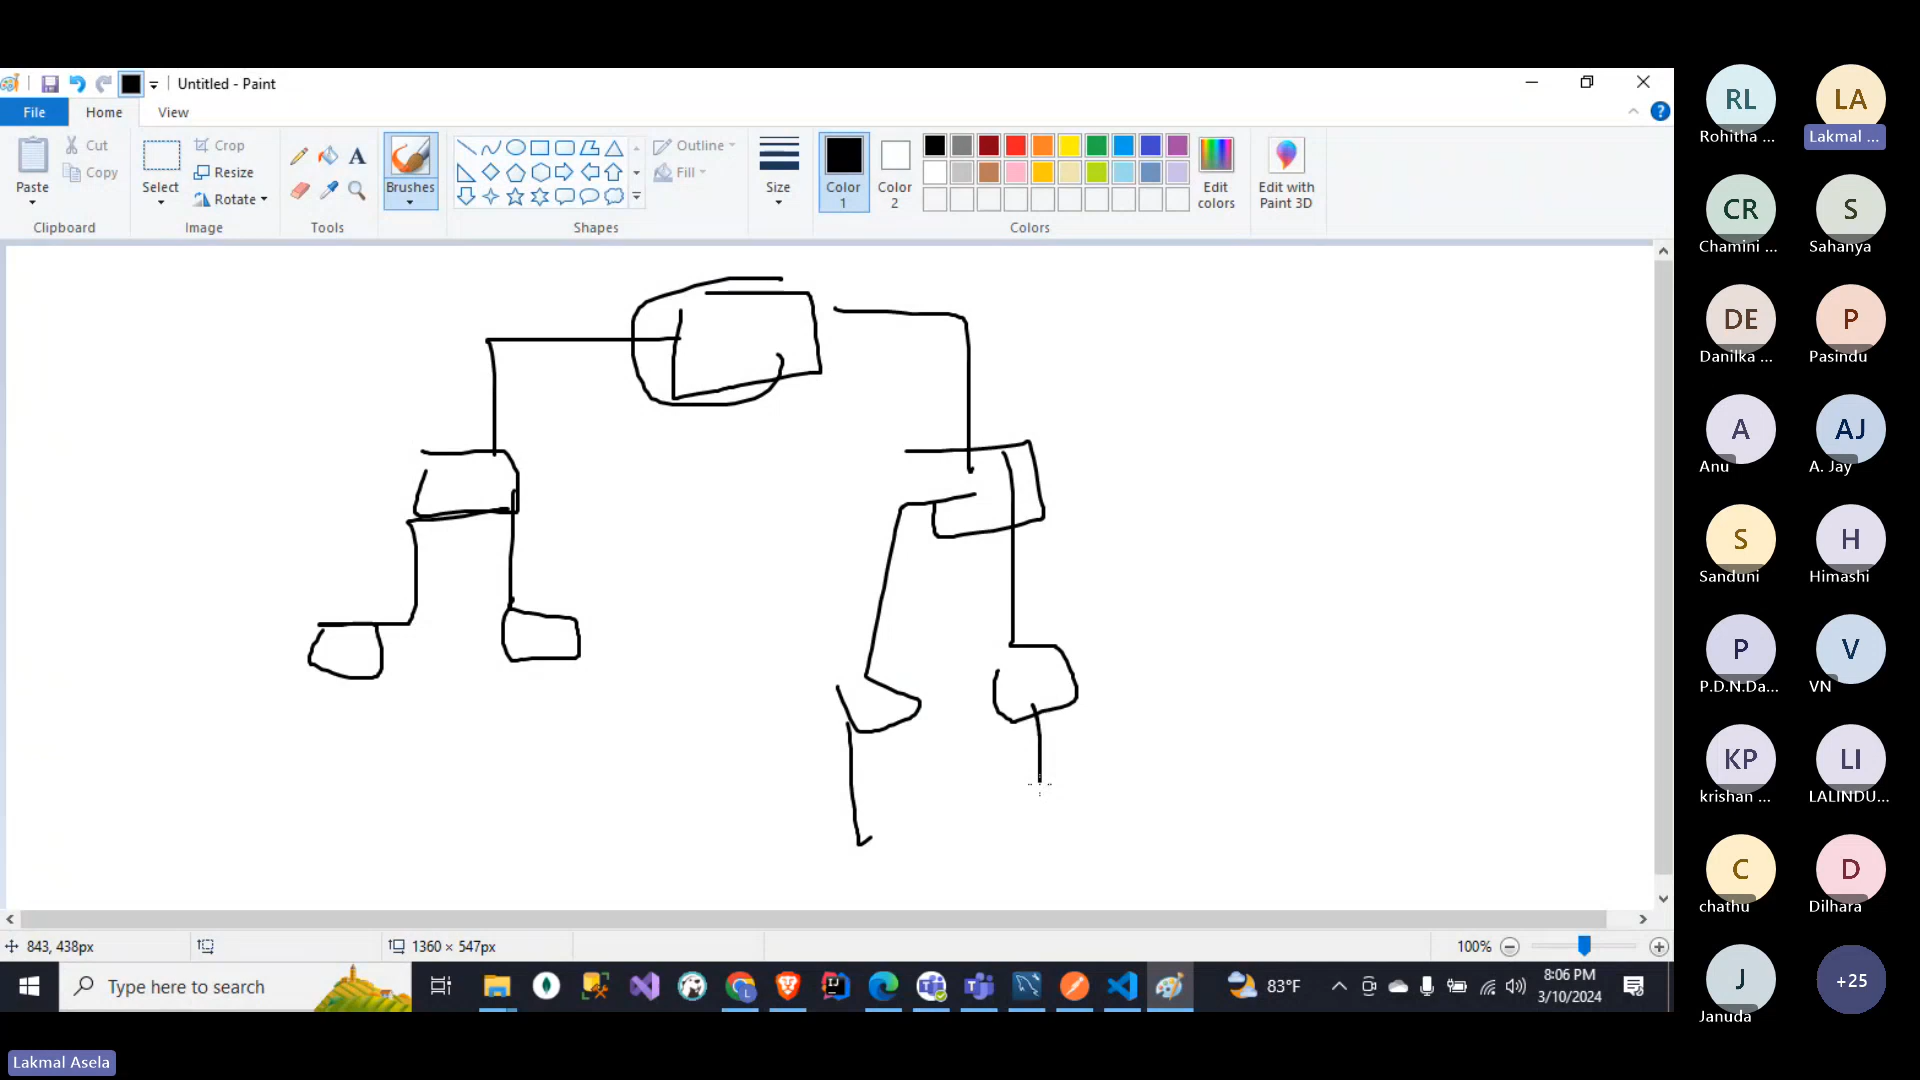 Untitled - Paint
File
Home
View
Paste
Cut
Copy
Clipboard
Select
Crop
Resize
Rotate
Image
A
Tools
Brushes
Shapes
Outline
Fill
Size
Color
1
Color
2
Edit
colors
Colors
Edit with
Paint 3D
843, 438px
1360 × 547px
100%
Type here to search
83°F
8:06 PM
3/10/2024
RL
Rohitha ...
LA
Lakmal ...
CR
Chamini ...
S
Sahanya
DE
Danilka ...
P
Pasindu
A
Anu
AJ
A. Jay
S
Sanduni
H
Himashi
P
P.D.N.Da...
V
VN
KP
krishan ...
LI
LALINDU...
C
chathu
D
Dilhara
J
Januda
+25
Lakmal Asela